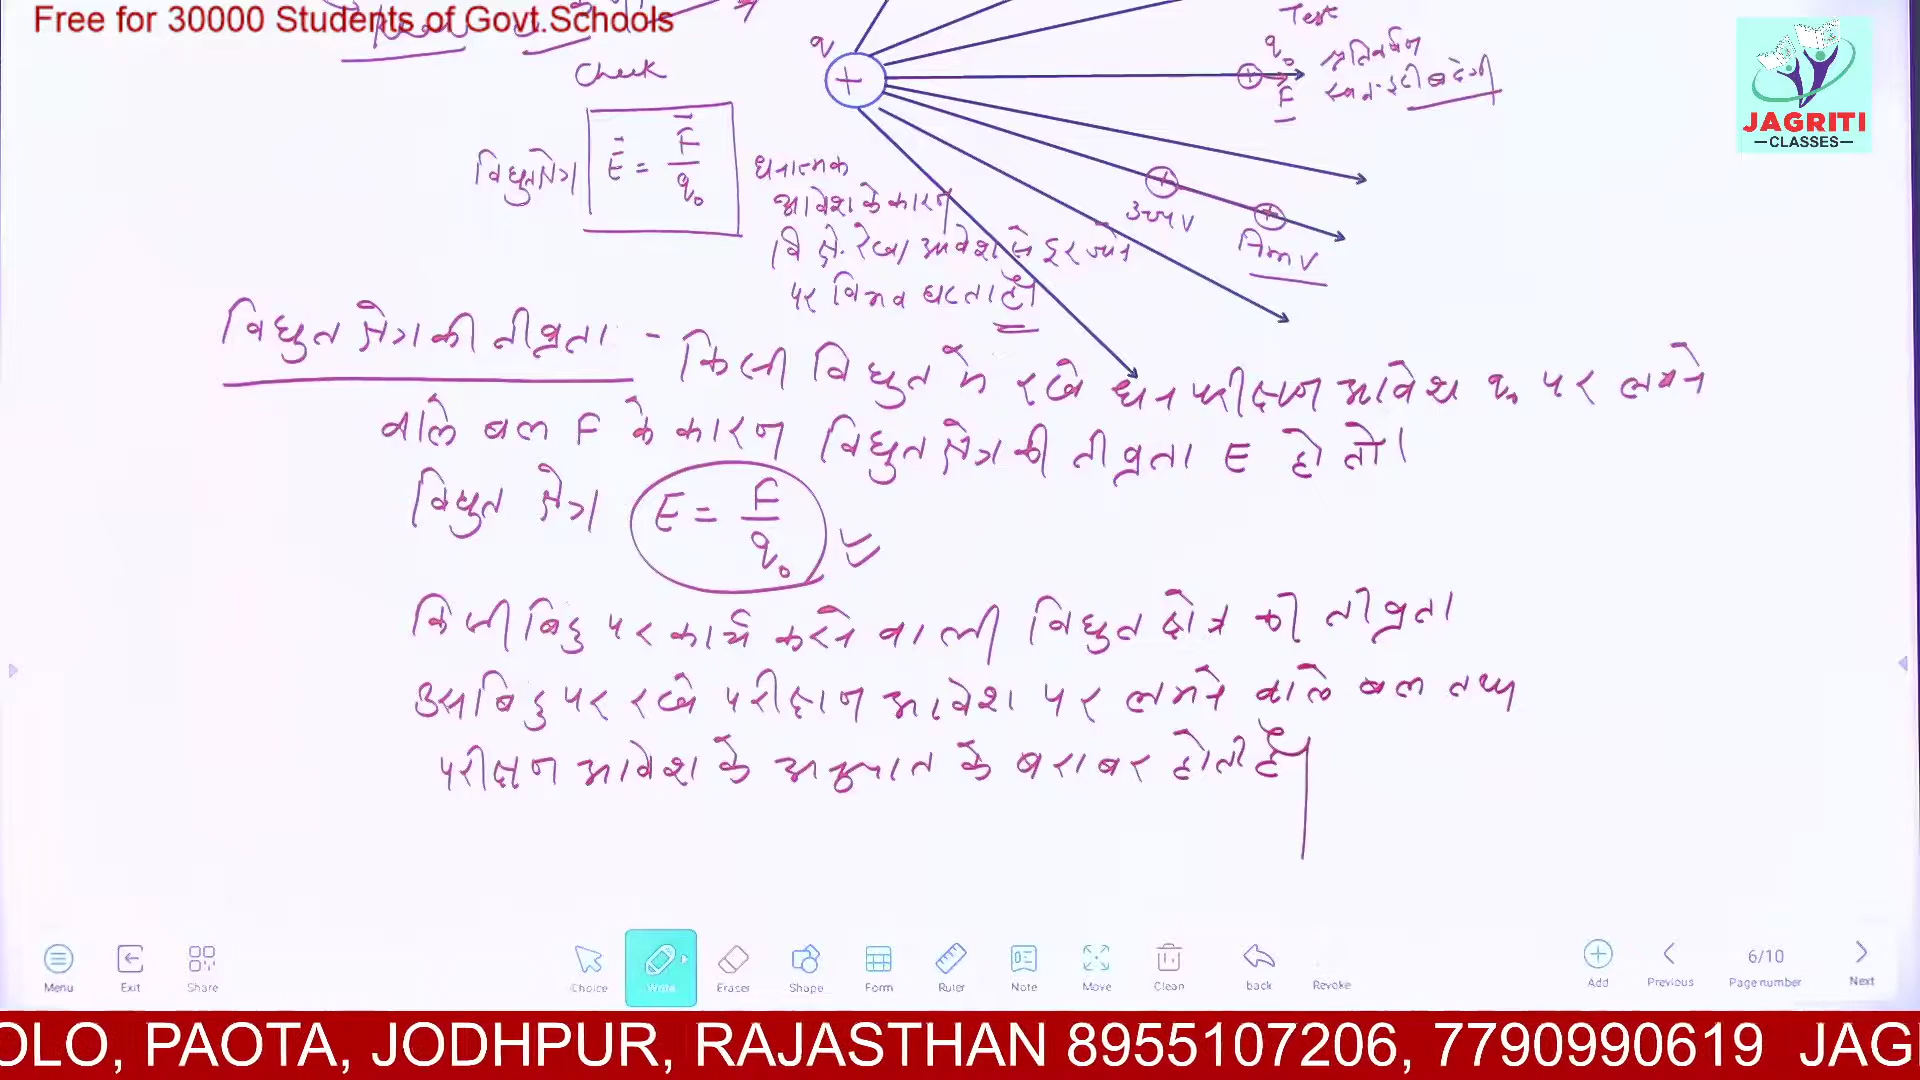 Free for 30000 Students of Govt.Schools
Test
q
q₀
Check
F
प्रतिकर्षण
JAGRITI
CLASSES
विधुत क्षेत्र
E = F/q₀
धनात्मक
आवेश के कारण
वि क्षे. रेखा आवेश से दूर जाने
पर विभव घटता है।
उच्च V
निम्न V
विधुत क्षेत्र की तीव्रता - किसी विधुत मे रखे धन परीक्षण आवेश q₀ पर लगने
वाले बल F के कारण विधुत क्षेत्र की तीव्रता E हो तो।
विधुत क्षेत्र E = F/q₀
किसी बिंदु पर कार्य करने वाली विधुत क्षेत्र की तीव्रता
उस बिंदु पर रखे परीक्षण आवेश पर लगने वाले बल तथा
परीक्षण आवेश के अनुपात के बराबर होती है।
Menu Exit Share Choice Write Eraser Shape Form Ruler Note Move Clean back Revoke Add Previous 6/10 Page number Next
OLO, PAOTA, JODHPUR, RAJASTHAN 8955107206, 7790990619 JAG